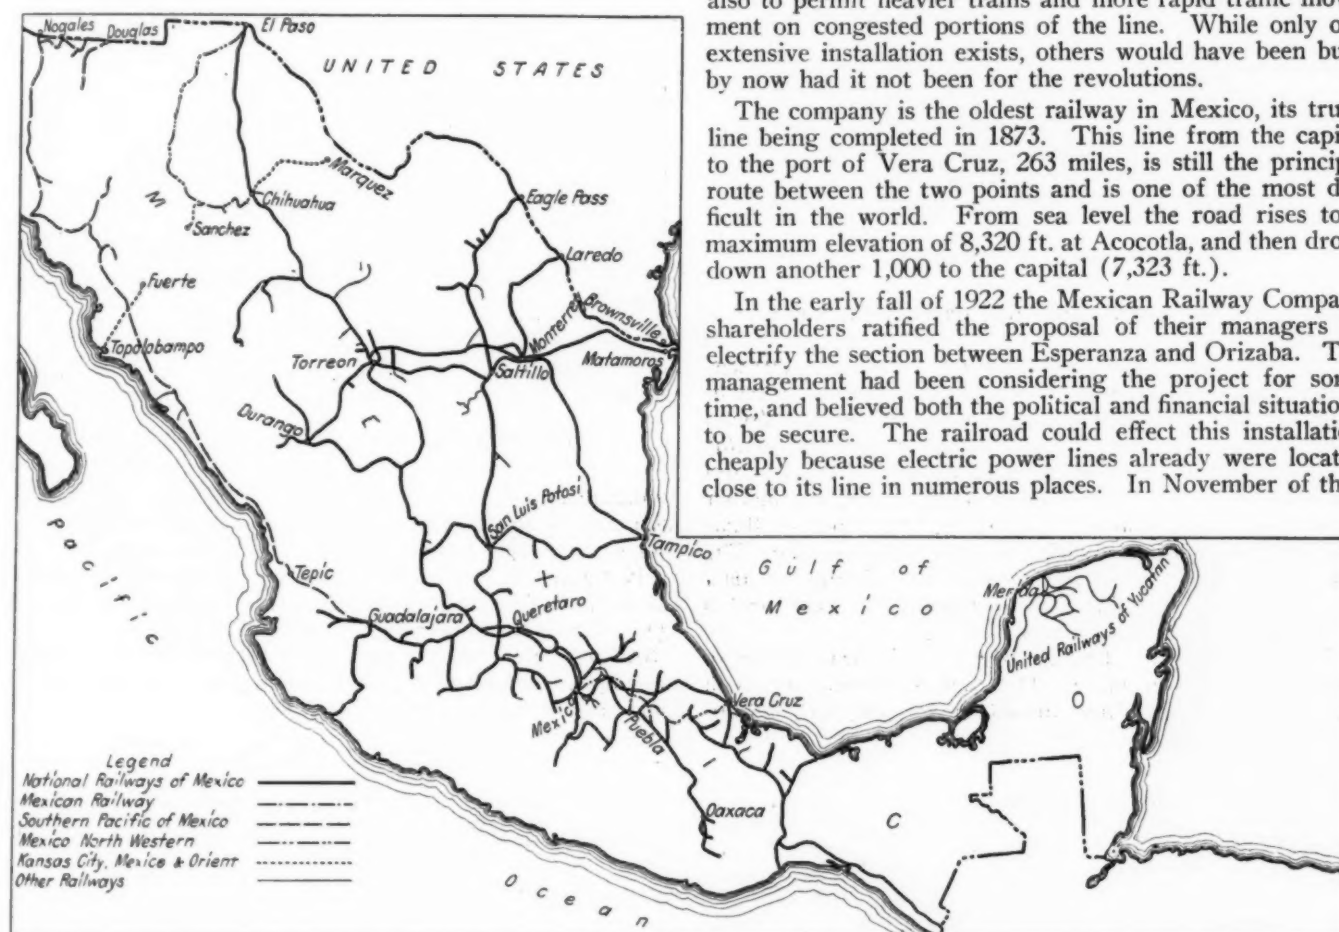 also to permit heavier trains and more rapid traffic mov
ment on congested portions of the line. While only o
extensive installation exists, others would have been bu
by now had it not been for the revolutions.
The company is the oldest railway in Mexico, its tru
line being completed in 1873. This line from the capi
to the port of Vera Cruz, 263 miles, is still the princip
route between the two points and is one of the most d
ficult in the world. From sea level the road rises to
maximum elevation of 8,320 ft. at Acocotla, and then dro
down another 1,000 to the capital (7,323 ft.).
In the early fall of 1922 the Mexican Railway Compa
shareholders ratified the proposal of their managers
electrify the section between Esperanza and Orizaba. T
management had been considering the project for som
time, and believed both the political and financial situation
to be secure. The railroad could effect this installatio
cheaply because electric power lines already were locat
close to its line in numerous places. In November of th
Nogales
Douglas
El Paso
UNITED STATES
Marquez
Chihuahua
Sanchez
Eagle Pass
Laredo
Fuerte
Topolobampo
Monterrey
Brownsville
Matamoros
Torreon
Saltillo
Durango
San Luis Potosi
Tampico
Pacific
Tepic
Guadalajara
Queretaro
Gulf of
Mexico
Merida
United Railways of Yucatan
Mexico
Puebla
Vera Cruz
Oaxaca
M
E
X
I
C
O
Ocean
Legend
National Railways of Mexico
Mexican Railway
Southern Pacific of Mexico
Mexico North Western
Kansas City, Mexico & Orient
Other Railways